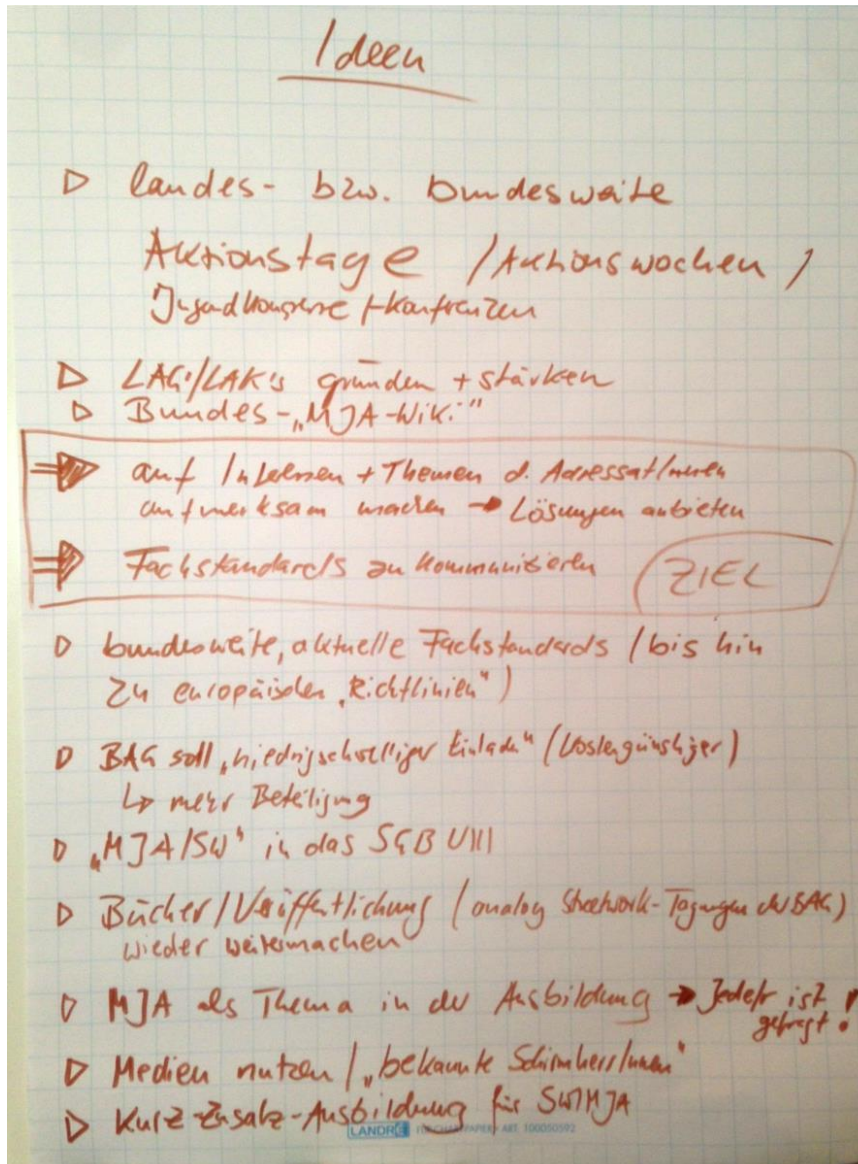 Ideen
▷ landes- bzw. bundesweite
Aktionstage / Aktionswochen /
Jugendkongresse / -konferenzen
▷ LAG's/LAK's gründen + stärken
▷ Bundes-„MJA-Wiki"
⇒ auf Interessen + Themen d. Adressat/innen
aufmerksam machen → Lösungen anbieten
⇒ Fachstandards zu kommunizieren
ZIEL
▷ bundesweite, aktuelle Fachstandards (bis hin
zu europäischen „Richtlinien")
▷ BAG soll „niedrigschwelliger einladen" (kostengünstiger)
↳ mehr Beteiligung
▷ „MJA/SW" in das SGB VIII
▷ Bücher/Veröffentlichung (analog Streetwork-Tagungen der BAG)
wieder weitermachen
▷ MJA als Thema in der Ausbildung → Jede/r ist
gefragt!
▷ Medien nutzen / „bekannte Schirmherr/innen"
▷ Kurz-Zusatz-Ausbildung für SW/MJA
LANDRÉ ART. 100050592